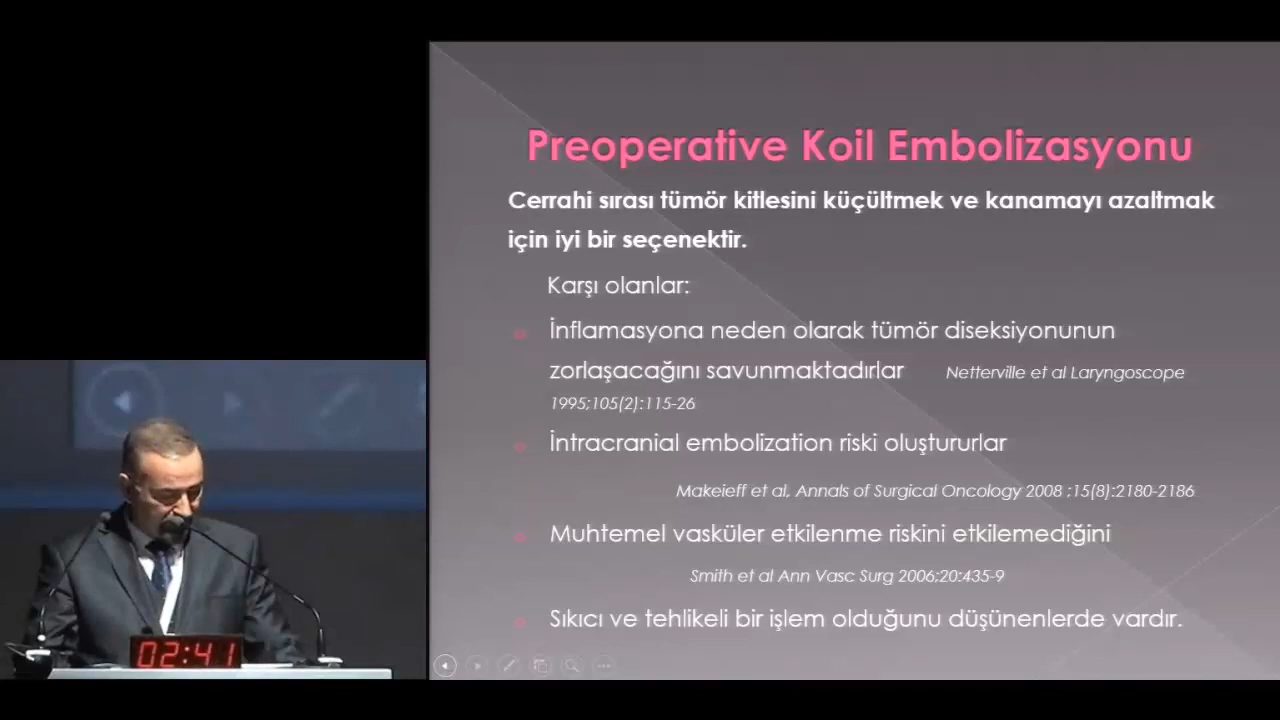 Preoperative Koil Embolizasyonu
Cerrahi sırası tümör kitlesini küçültmek ve kanamayı azaltmak
için iyi bir seçenektir.
Karşı olanlar:
İnflamasyona neden olarak tümör diseksiyonunun
zorlaşacağını savunmaktadırlar Netterville et al Laryngoscope
1995;105(2):115-26
İntracranial embolization riski oluştururlar
Makeieff et al, Annals of Surgical Oncology 2008 ;15(8):2180-2186
Muhtemel vasküler etkilenme riskini etkilemediğini
Smith et al Ann Vasc Surg 2006;20:435-9
Sıkıcı ve tehlikeli bir işlem olduğunu düşünenlerde vardır.
02:41